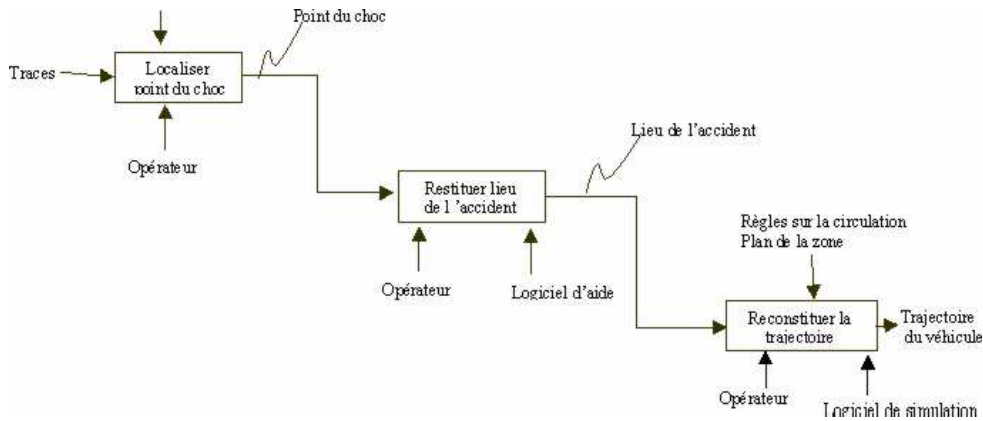 Point du choc
Traces
Localiser
point du choc
Opérateur
Lieu de l'accident
Restituer lieu
de l 'accident
Opérateur
Logiciel d'aide
Règles sur la circulation
Plan de la zone
Reconstituer la
trajectoire
Trajectoire
du véhicule
Opérateur
Logiciel de simulation